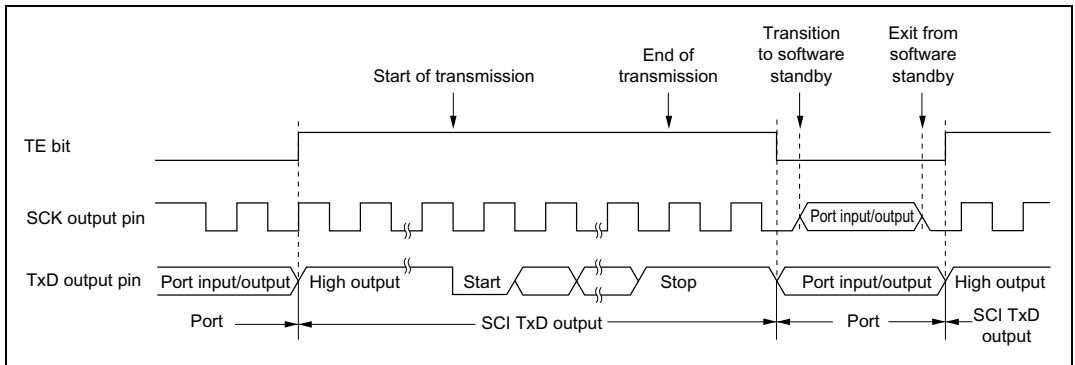 Transition
to software
standby
Exit from
software
standby
End of
transmission
Start of transmission
TE bit
SCK output pin
Port input/output
TxD output pin
Port input/output
High output
Start
Stop
Port input/output
High output
Port
SCI TxD output
Port
SCI TxD
output